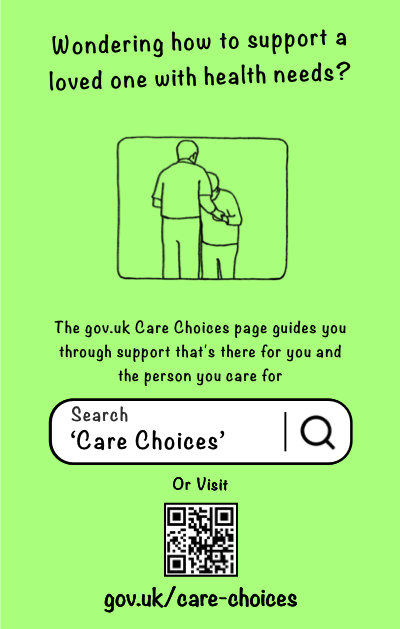 Wondering how to support a
loved one with health needs?
The gov.uk Care Choices page guides you
through support that's there for you and
the person you care for
Search
‘Care Choices’
Or Visit
gov.uk/care-choices